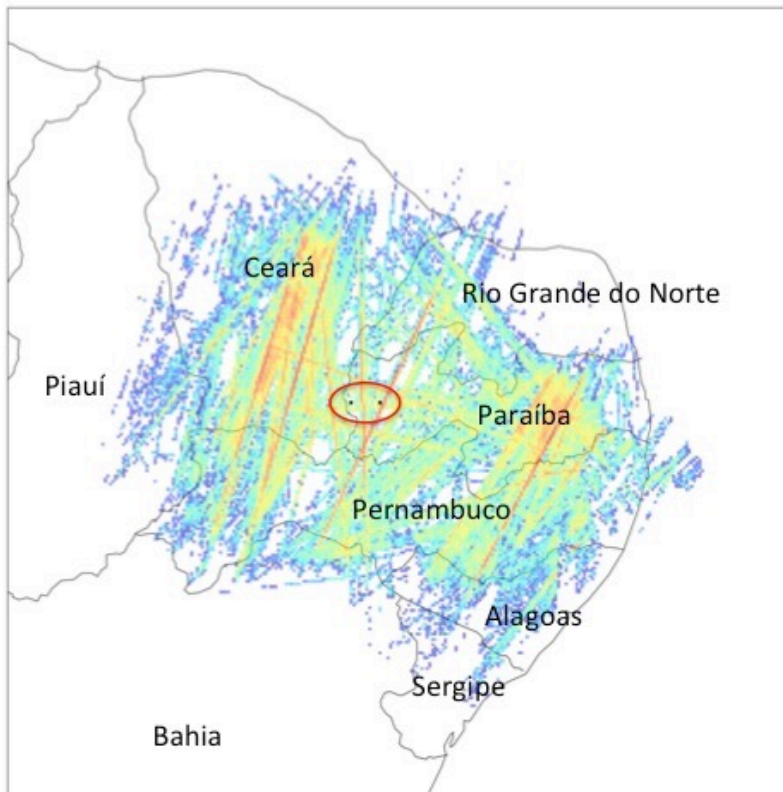 Ceará
Rio Grande do Norte
Piauí
Paraíba
Pernambuco
Alagoas
Sergipe
Bahia